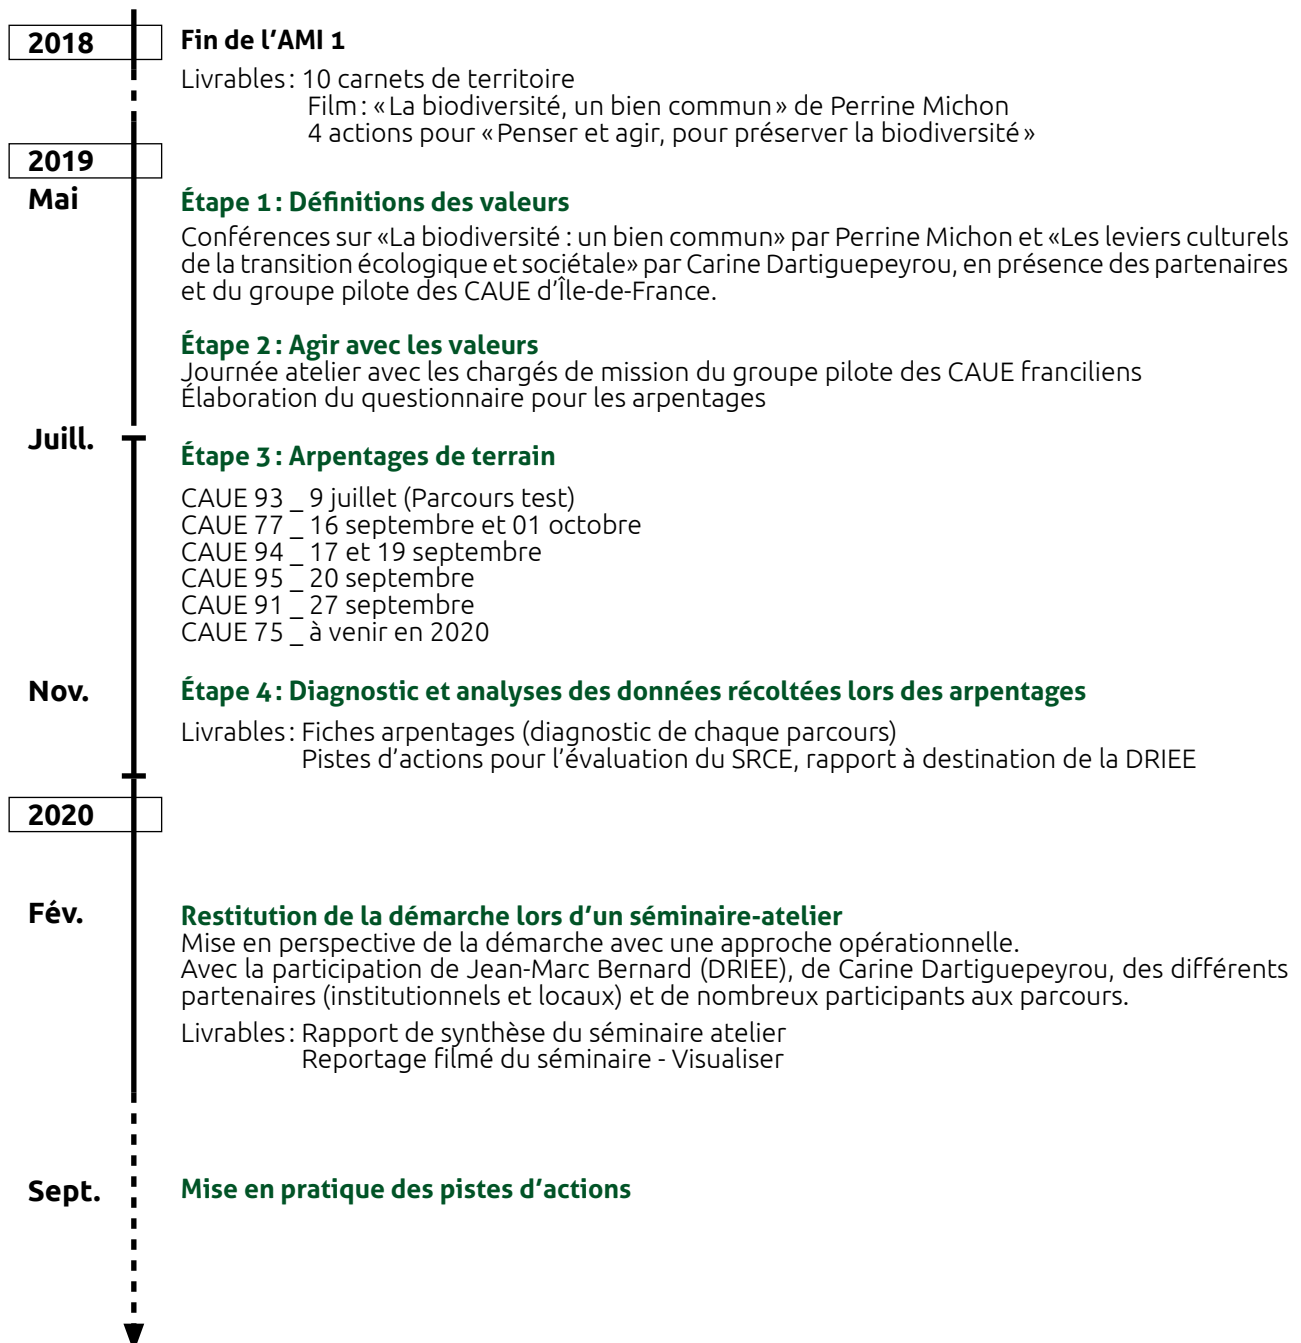 2018
Fin de l’AMI 1
Livrables : 10 carnets de territoire
Film : « La biodiversité, un bien commun » de Perrine Michon
4 actions pour « Penser et agir, pour préserver la biodiversité »
2019
Mai
Étape 1 : Définitions des valeurs
Conférences sur «La biodiversité : un bien commun» par Perrine Michon et «Les leviers culturels
de la transition écologique et sociétale» par Carine Dartiguepeyrou, en présence des partenaires
et du groupe pilote des CAUE d’Île-de-France.
Étape 2 : Agir avec les valeurs
Journée atelier avec les chargés de mission du groupe pilote des CAUE franciliens
Élaboration du questionnaire pour les arpentages
Juill.
Étape 3 : Arpentages de terrain
CAUE 93 _ 9 juillet (Parcours test)
CAUE 77 _ 16 septembre et 01 octobre
CAUE 94 _ 17 et 19 septembre
CAUE 95 _ 20 septembre
CAUE 91 _ 27 septembre
CAUE 75 _ à venir en 2020
Nov.
Étape 4 : Diagnostic et analyses des données récoltées lors des arpentages
Livrables : Fiches arpentages (diagnostic de chaque parcours)
Pistes d’actions pour l’évaluation du SRCE, rapport à destination de la DRIEE
2020
Fév.
Restitution de la démarche lors d’un séminaire-atelier
Mise en perspective de la démarche avec une approche opérationnelle.
Avec la participation de Jean-Marc Bernard (DRIEE), de Carine Dartiguepeyrou, des différents
partenaires (institutionnels et locaux) et de nombreux participants aux parcours.
Livrables : Rapport de synthèse du séminaire atelier
Reportage filmé du séminaire - Visualiser
Sept.
Mise en pratique des pistes d’actions